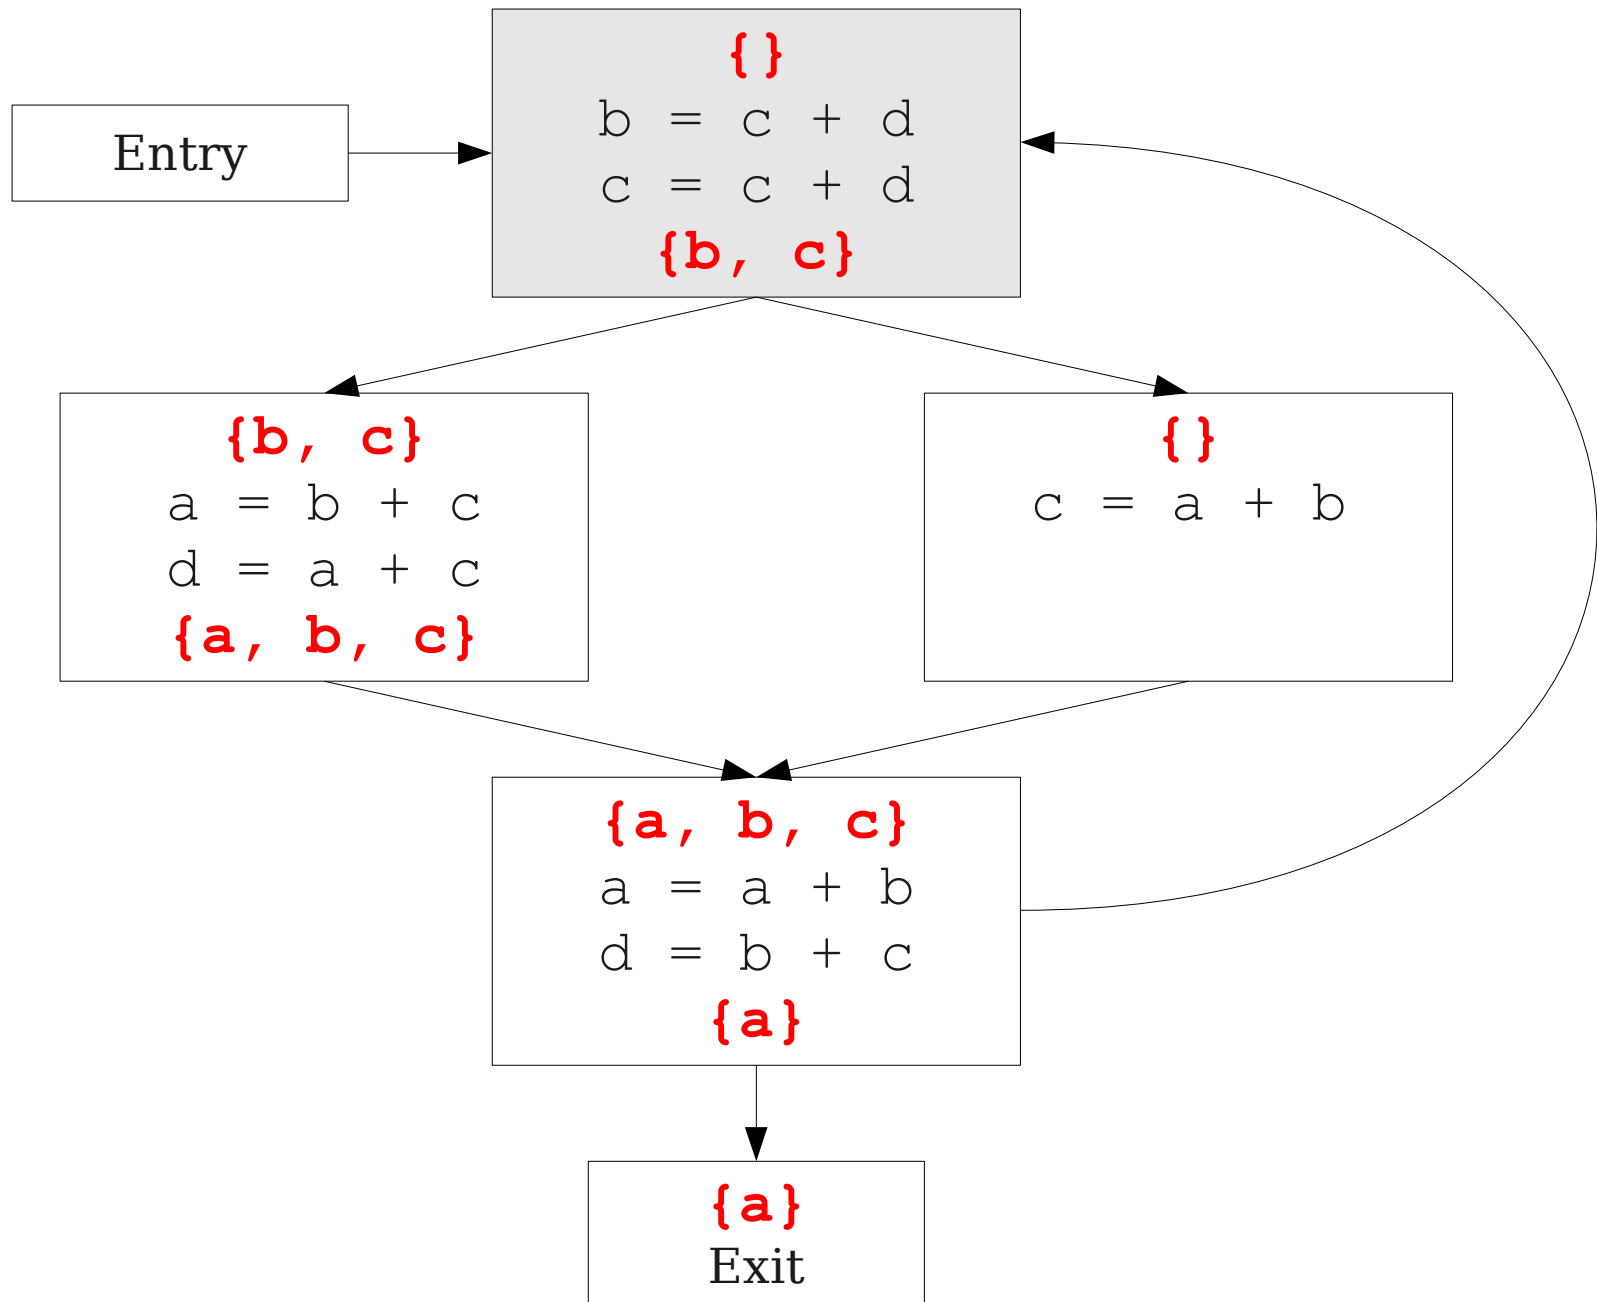 {}
b = c + d
c = c + d
{b, c}
Entry
{b, c}
a = b + c
d = a + c
{a, b, c}
{}
c = a + b
{a, b, c}
a = a + b
d = b + c
{a}
{a}
Exit